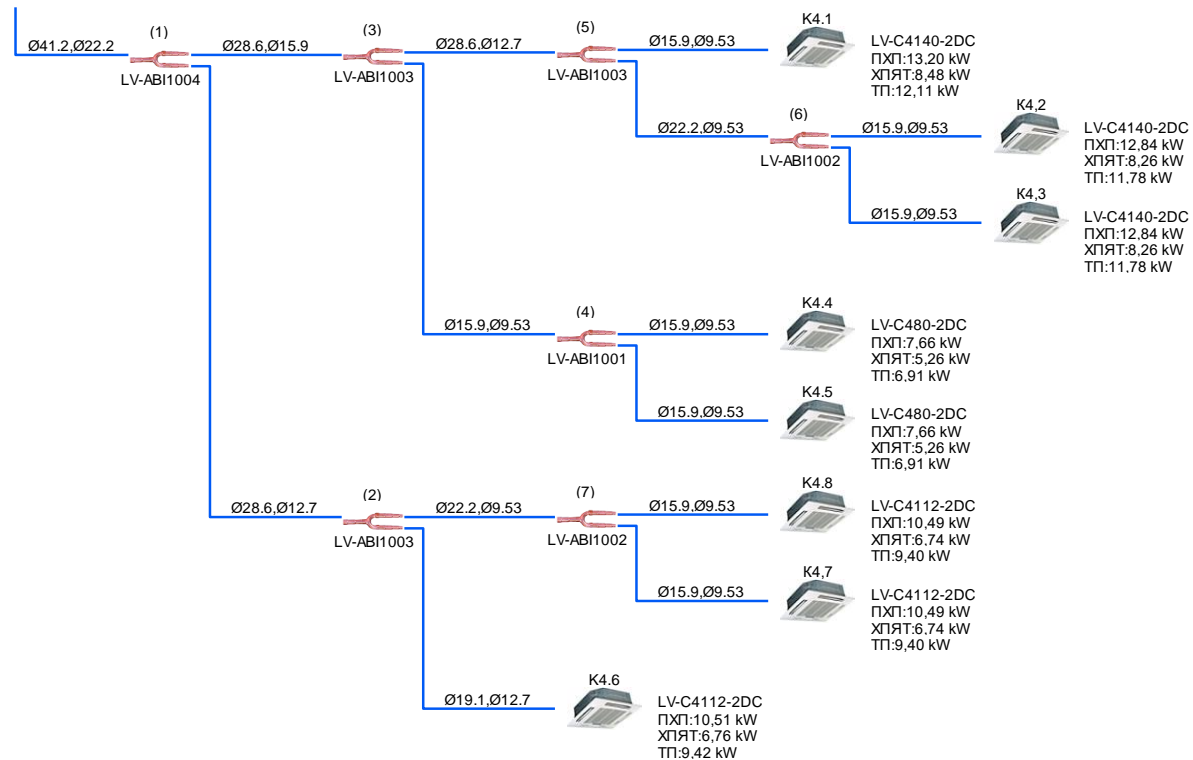 K4.1
(1)
(3)
(5)
Ø41.2,Ø22.2
Ø28.6,Ø15.9
Ø28.6,Ø12.7
Ø15.9,Ø9.53
LV-C4140-2DC
ПХП:13,20 kW
ХПЯТ:8,48 kW
ТП:12,11 kW
LV-ABI1004
LV-ABI1003
LV-ABI1003
(6)
K4,2
Ø22.2,Ø9.53
Ø15.9,Ø9.53
LV-C4140-2DC
ПХП:12,84 kW
ХПЯТ:8,26 kW
ТП:11,78 kW
LV-ABI1002
K4,3
Ø15.9,Ø9.53
LV-C4140-2DC
ПХП:12,84 kW
ХПЯТ:8,26 kW
ТП:11,78 kW
K4.4
(4)
Ø15.9,Ø9.53
Ø15.9,Ø9.53
LV-C480-2DC
ПХП:7,66 kW
ХПЯТ:5,26 kW
ТП:6,91 kW
LV-ABI1001
K4.5
Ø15.9,Ø9.53
LV-C480-2DC
ПХП:7,66 kW
ХПЯТ:5,26 kW
ТП:6,91 kW
K4.8
(2)
(7)
Ø28.6,Ø12.7
Ø22.2,Ø9.53
Ø15.9,Ø9.53
LV-C4112-2DC
ПХП:10,49 kW
ХПЯТ:6,74 kW
ТП:9,40 kW
LV-ABI1003
LV-ABI1002
K4,7
Ø15.9,Ø9.53
LV-C4112-2DC
ПХП:10,49 kW
ХПЯТ:6,74 kW
ТП:9,40 kW
K4.6
Ø19.1,Ø12.7
LV-C4112-2DC
ПХП:10,51 kW
ХПЯТ:6,76 kW
ТП:9,42 kW